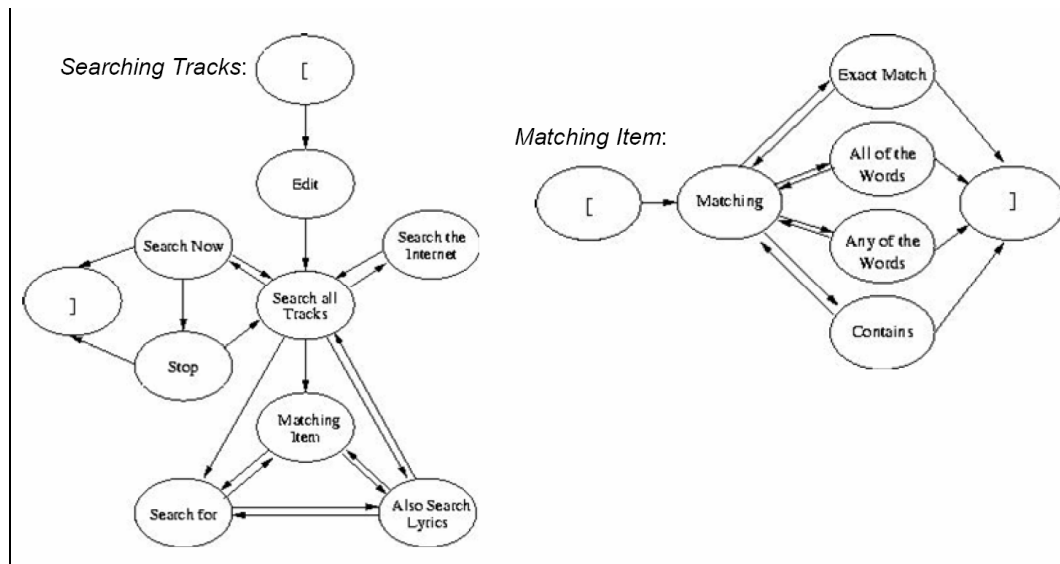 Searching Tracks:
[
Edit
Search Now
Search the
Internet
]
Search all
Tracks
Stop
Matching
Item
Search for
Also Search
Lyrics
Matching Item:
[
Matching
Exact Match
All of the
Words
Any of the
Words
Contains
]